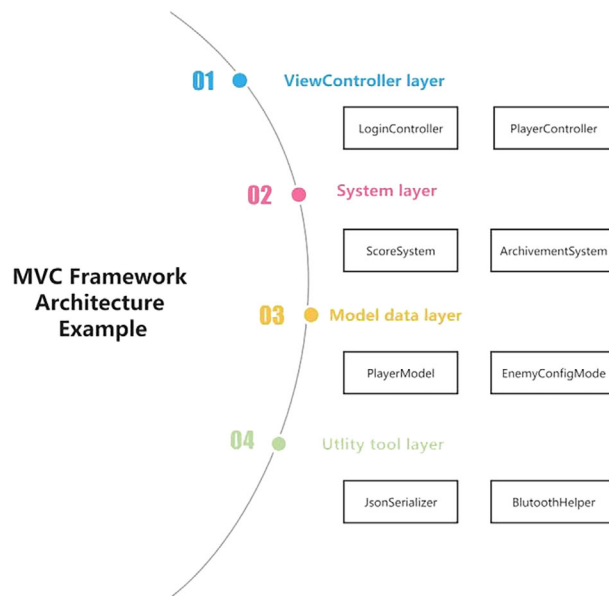 01 ViewController layer
LoginController PlayerController
02 System layer
ScoreSystem ArchivementSystem
MVC Framework
Architecture
Example
03 Model data layer
PlayerModel EnemyConfigMode
04 Utlity tool layer
JsonSerializer BlutoothHelper